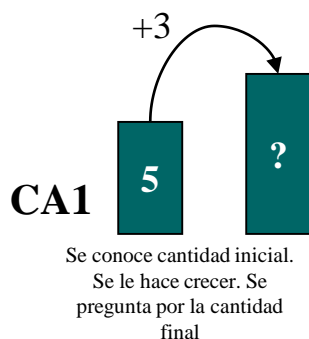 +3
5
?
CA1
Se conoce cantidad inicial.
Se le hace crecer. Se
pregunta por la cantidad
final